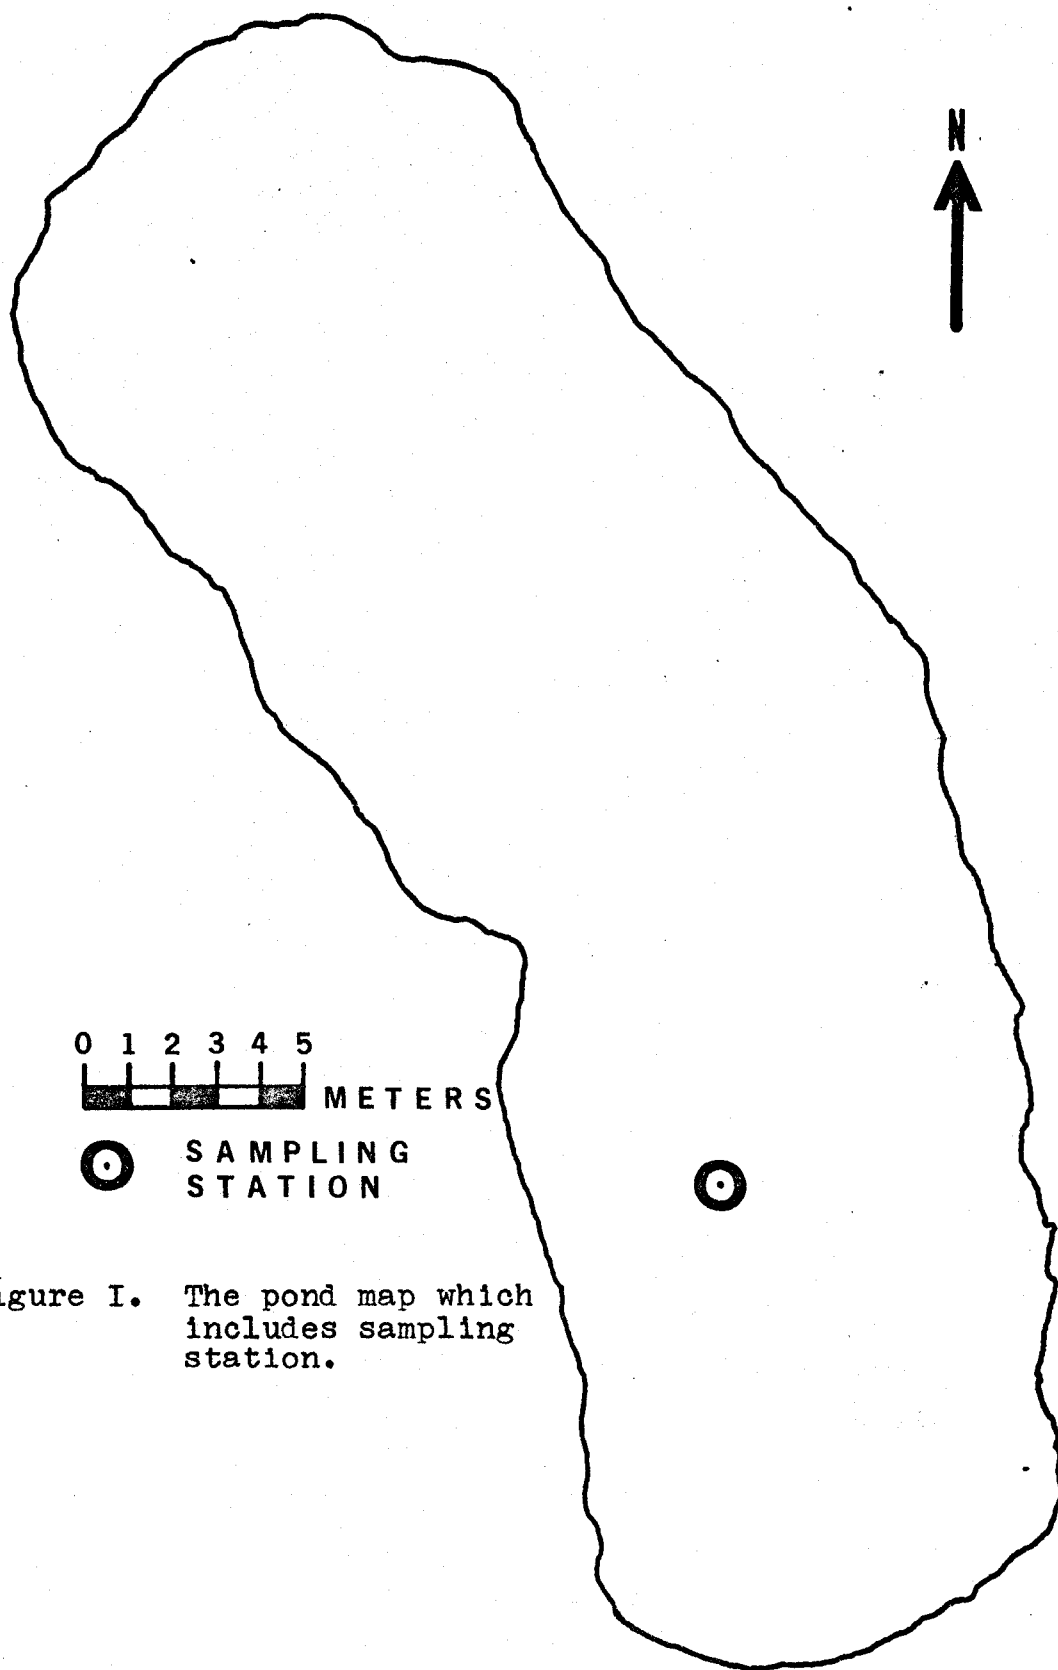 N
0 1 2 3 4 5
METERS
SAMPLING
STATION
igure I. The pond map which
includes sampling
station.